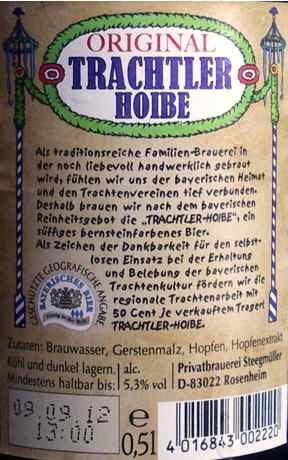 ORIGINAL
TRACHTLER
HOIBE
Als traditionsreiche Familien-Brauerei in
der noch liebevoll handwerklich gebraut
wird, fühlen wir uns der bayerischen Heimat
und den Trachtenvereinen tief verbunden.
Deshalb brauen wir nach dem bayerischen
Reinheitsgebot die „TRACHTLER-HOIBE", ein
süffiges bernsteinfarbenes Bier.
Als Zeichen der Dankbarkeit für den selbst-
losen Einsatz bei der Erhaltung
und Belebung der bayerischen
Trachtenkultur fördern wir die
regionale Trachtenarbeit mit
50 Cent je verkauftem Tragerl
TRACHTLER-HOIBE.
GESCHÜTZTE GEOGRAFISCHE ANGABE
BAYERISCHES BIER
Zutaten: Brauwasser, Gerstenmalz, Hopfen, Hopfenextrakt
Kühl und dunkel lagern.
Mindestens haltbar bis:
alc.
5,3% vol.
Privatbrauerei Steegmüller
D-83022 Rosenheim
09.09.12
13:00
e
0,5l
4 016843 002220